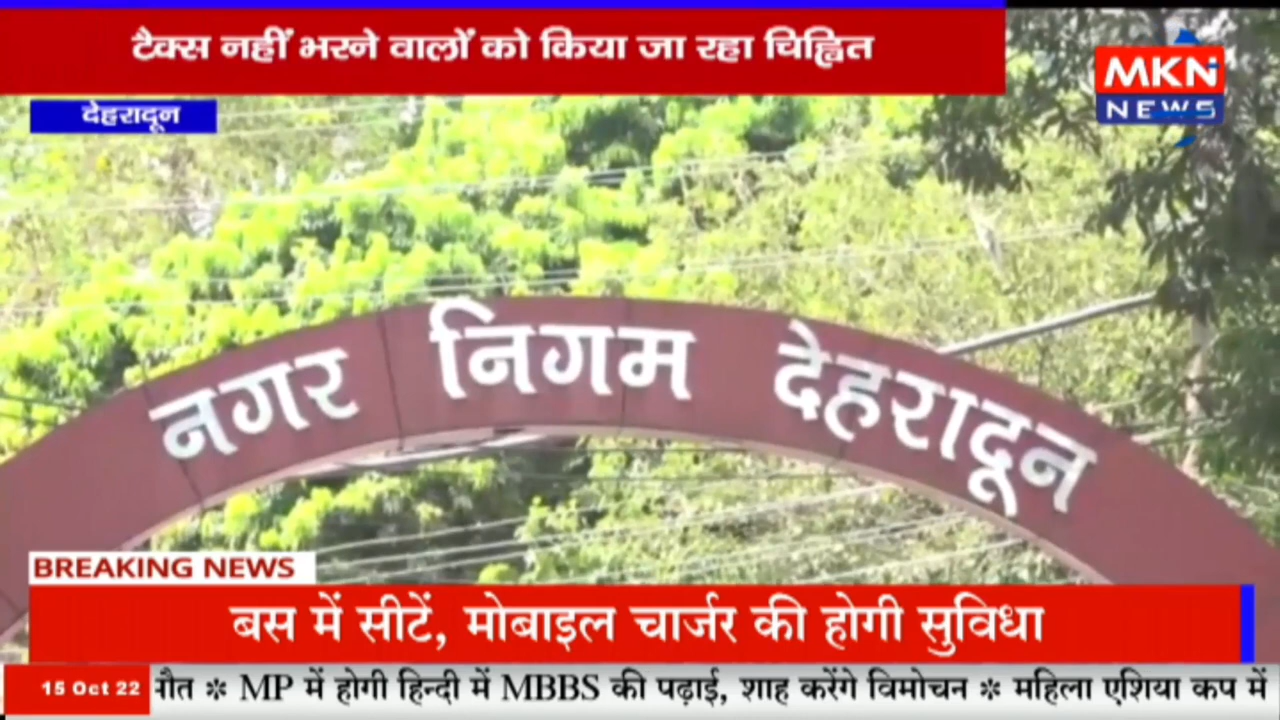 टैक्स नहीं भरने वालों को किया जा रहा चिह्नित
MKN
NEWS
देहरादून
नगर निगम देहरादून
BREAKING NEWS
बस में सीटें, मोबाइल चार्जर की होगी सुविधा
15 Oct 22
मौत * MP में होगी हिन्दी में MBBS की पढ़ाई, शाह करेंगे विमोचन * महिला एशिया कप में